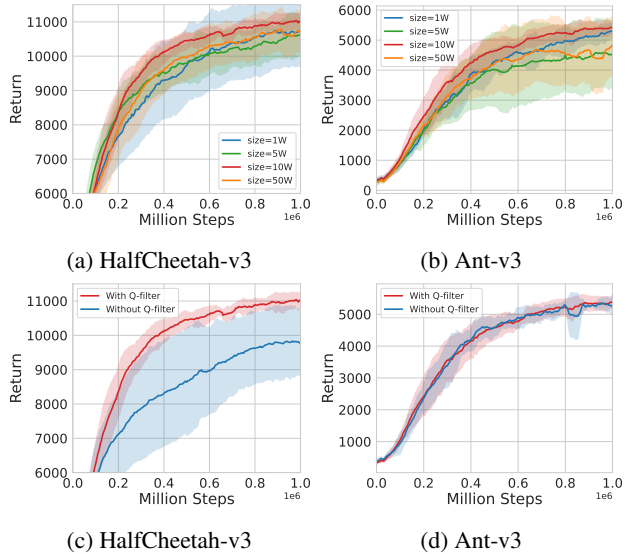 11000
10000
9000
8000
7000
6000
Return
size=1W
size=5W
size=10W
size=50W
0.0 0.2 0.4 0.6 0.8 1.0
Million Steps 1e6
(a) HalfCheetah-v3
6000
5000
4000
3000
2000
1000
0
Return
size=1W
size=5W
size=10W
size=50W
0.0 0.2 0.4 0.6 0.8 1.0
Million Steps 1e6
(b) Ant-v3
11000
10000
9000
8000
7000
6000
Return
With Q-filter
Without Q-filter
0.0 0.2 0.4 0.6 0.8 1.0
Million Steps 1e6
(c) HalfCheetah-v3
5000
4000
3000
2000
1000
Return
With Q-filter
Without Q-filter
0.0 0.2 0.4 0.6 0.8 1.0
Million Steps 1e6
(d) Ant-v3